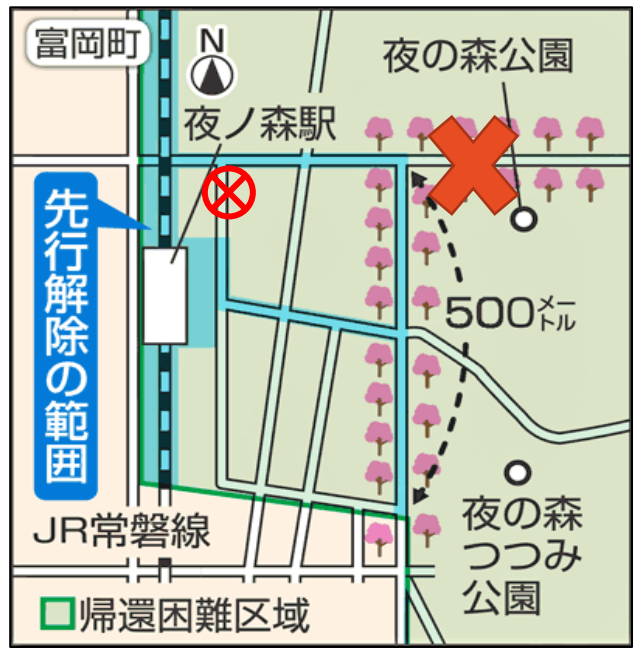 富岡町
N
夜の森公園
夜ノ森駅
先行解除の範囲
500メートル
JR常磐線
夜の森
つつみ
公園
帰還困難区域